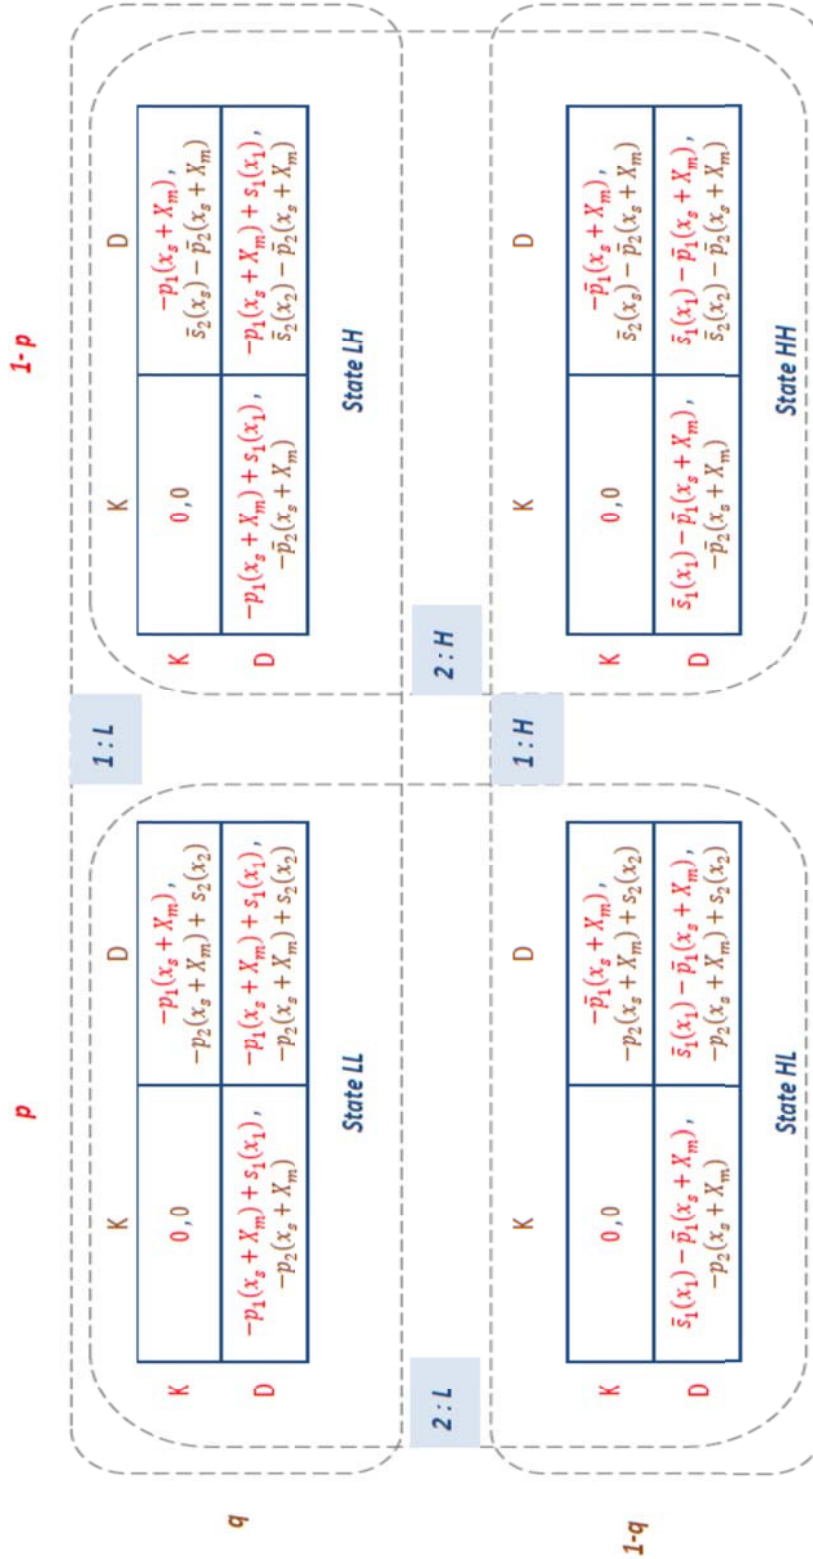 p
1- p
1 : L
q
K
D
K
0 ,0
−p₁(xₛ + Xₘ),
−p₂(xₛ + Xₘ) + s₂(x₂)
D
−p₁(xₛ + Xₘ) + s₁(x₁),
−p₂(xₛ + Xₘ)
−p₁(xₛ + Xₘ) + s₁(x₁),
−p₂(xₛ + Xₘ) + s₂(x₂)
State LL
K
D
K
0 ,0
−p₁(xₛ + Xₘ),
s̄₂(xₛ) − p̄₂(xₛ + Xₘ)
D
−p₁(xₛ + Xₘ) + s₁(x₁),
−p̄₂(xₛ + Xₘ)
−p₁(xₛ + Xₘ) + s₁(x₁),
s̄₂(x₂) − p̄₂(xₛ + Xₘ)
State LH
2 : L
2 : H
1 : H
1-q
K
D
K
0 ,0
−p̄₁(xₛ + Xₘ),
−p₂(xₛ + Xₘ) + s₂(x₂)
D
s̄₁(x₁) − p̄₁(xₛ + Xₘ),
−p₂(xₛ + Xₘ)
s̄₁(x₁) − p̄₁(xₛ + Xₘ),
−p₂(xₛ + Xₘ) + s₂(x₂)
State HL
K
D
K
0 ,0
−p̄₁(xₛ + Xₘ),
s̄₂(xₛ) − p̄₂(xₛ + Xₘ)
D
s̄₁(x₁) − p̄₁(xₛ + Xₘ),
−p̄₂(xₛ + Xₘ)
s̄₁(x₁) − p̄₁(xₛ + Xₘ),
s̄₂(x₂) − p̄₂(xₛ + Xₘ)
State HH